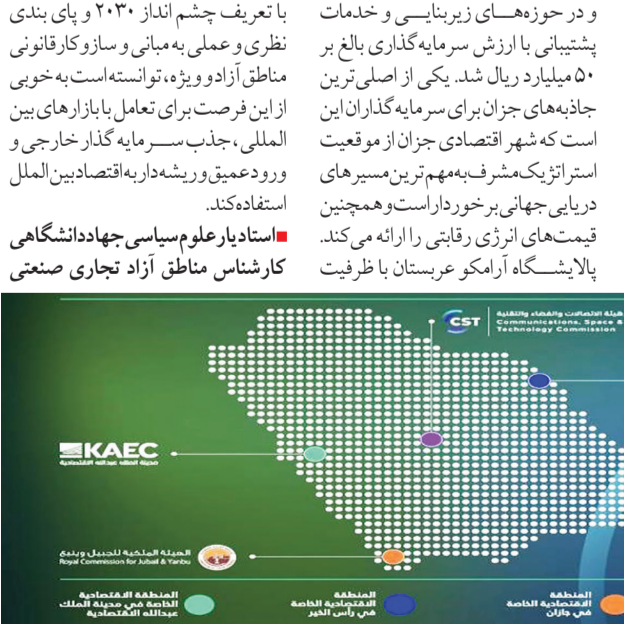 و در حوزه‌های زیربنایی و خدمات
پشتیبانی با ارزش سرمایه‌گذاری بالغ بر
۵۰ میلیارد ریال شد. یکی از اصلی‌ترین
جاذبه‌های جزان برای سرمایه‌گذاران این
است که شهر اقتصادی جزان از موقعیت
استراتژیک مشرف به مهم‌ترین مسیرهای
دریایی جهانی برخوردار است و همچنین
قیمت‌های انرژی رقابتی را ارائه می‌کند.
پالایشگاه آرامکو عربستان با ظرفیت
با تعریف چشم انداز ۲۰۳۰ و پای بندی
نظری و عملی به مبانی و سازوکار قانونی
مناطق آزاد و ویژه، توانسته است به خوبی
از این فرصت برای تعامل با بازارهای بین
المللی، جذب سرمایه گذار خارجی و
ورود عمیق و ریشه دار به اقتصاد بین الملل
استفاده کند.
■استادیار علوم سیاسی جهاد دانشگاهی
کارشناس مناطق آزاد تجاری صنعتی
CST
هيئة الاتصالات والفضاء والتقنية
Communications, Space &
Technology Commission
KAEC
مدينة الملك عبدالله الاقتصادية
الهيئة الملكية للجبيل وينبع
Royal Commission for Jubail & Yanbu
المنطقة
الاقتصادية الخاصة
في جازان
المنطقة
الاقتصادية الخاصة
في رأس الخير
المنطقة الاقتصادية
الخاصة في مدينة الملك
عبدالله الاقتصادية